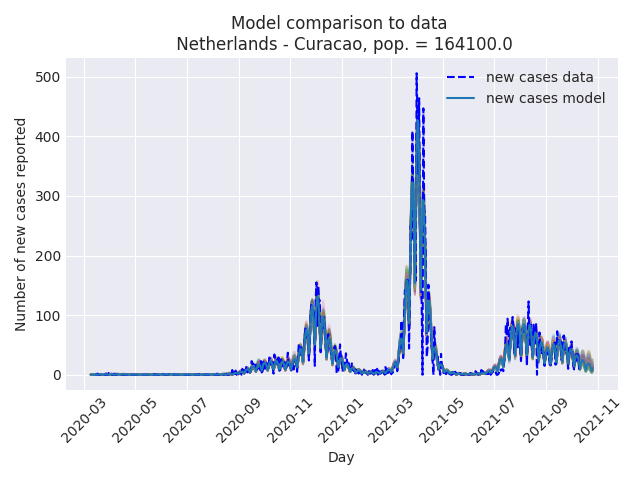 Model comparison to data
Netherlands - Curacao, pop. = 164100.0
new cases data
new cases model
Number of new cases reported
500
400
300
200
100
0
2020-03
2020-05
2020-07
2020-09
2020-11
2021-01
2021-03
2021-05
2021-07
2021-09
2021-11
Day